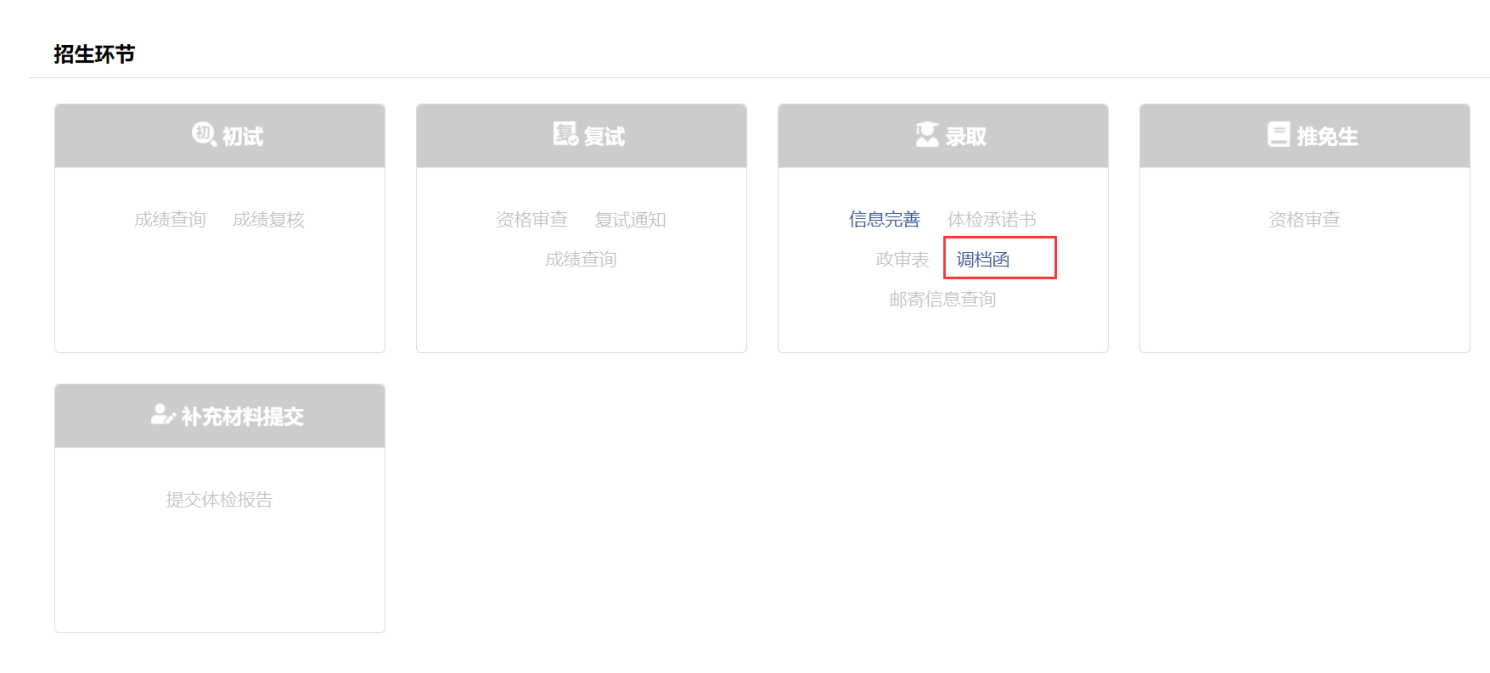 招生环节
初试
成绩查询 成绩复核
复试
资格审查 复试通知
成绩查询
录取
信息完善 体检承诺书
政审表 调档函
邮寄信息查询
推免生
资格审查
补充材料提交
提交体检报告